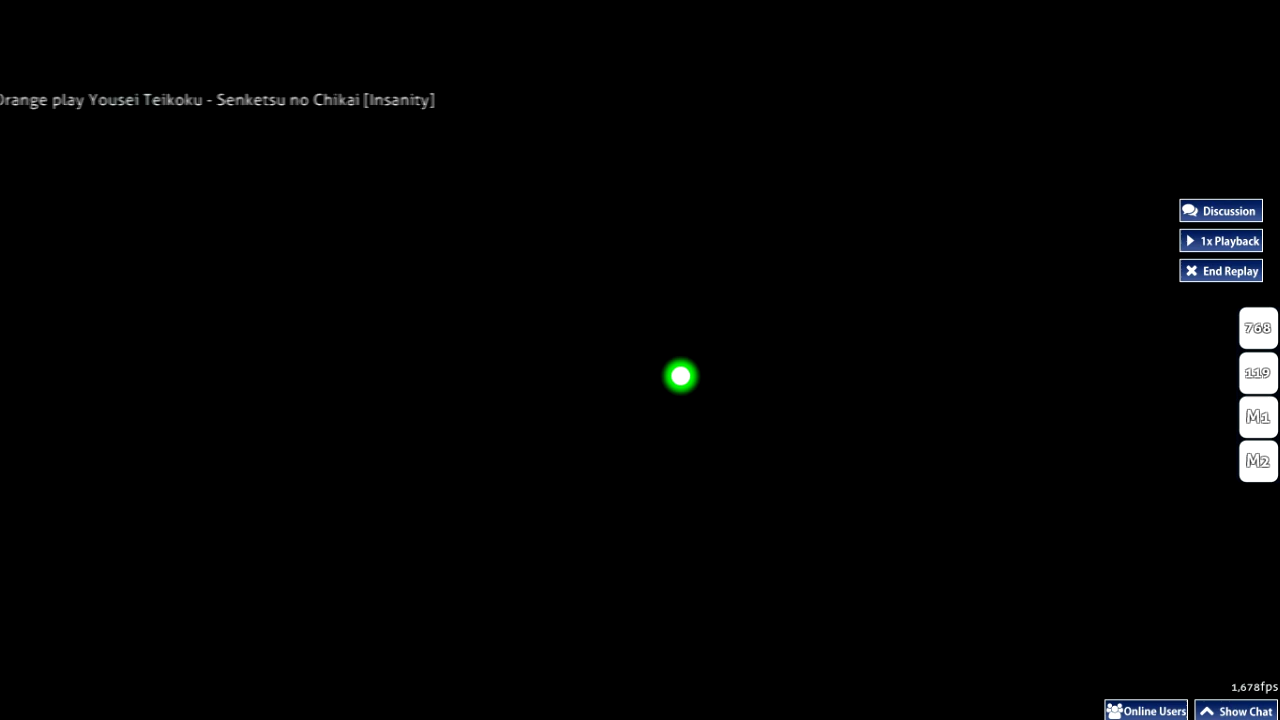 Orange play Yousei Teikoku - Senketsu no Chikai [Insanity]
Discussion
1x Playback
End Replay
768
119
M1
M2
1,678fps
Online Users
Show Chat